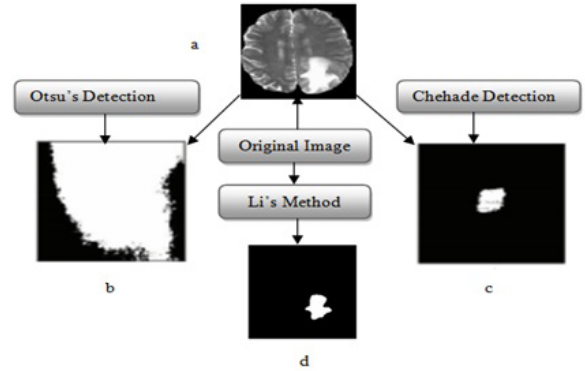 a
Otsu's Detection
Chehade Detection
Original Image
Li's Method
b
c
d